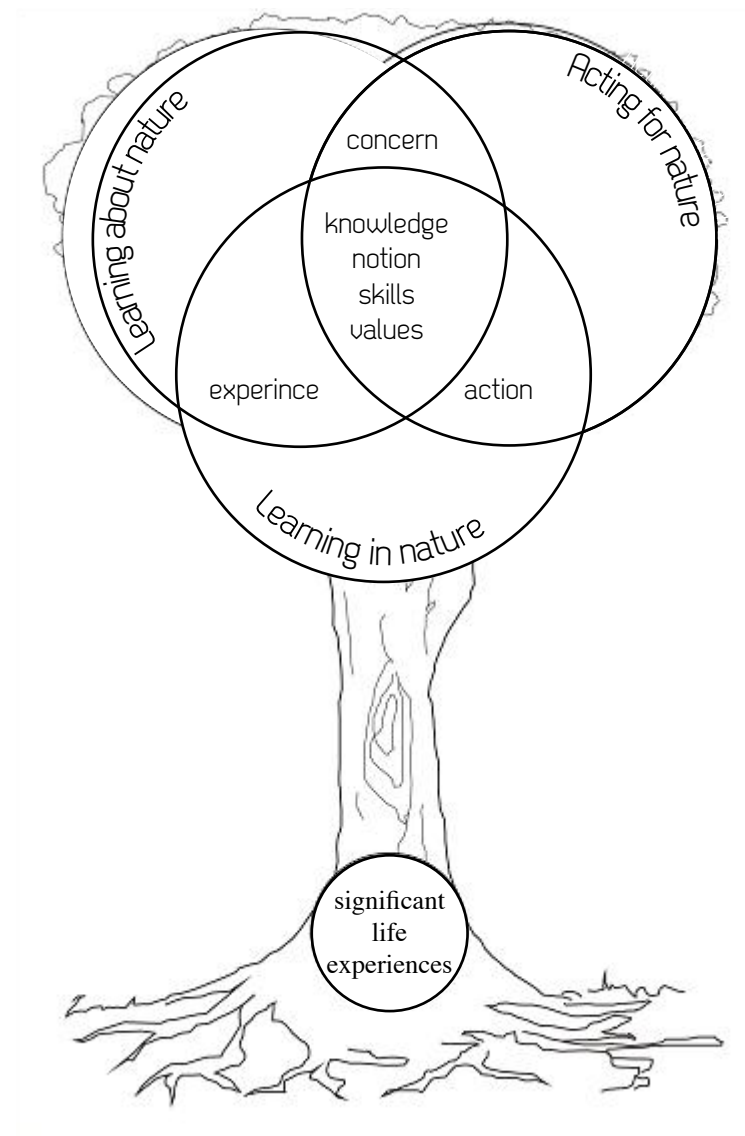 Learning about nature
Acting for nature
concern
knowledge
notion
skills
values
experince
action
Learning in nature
significant
life
experiences